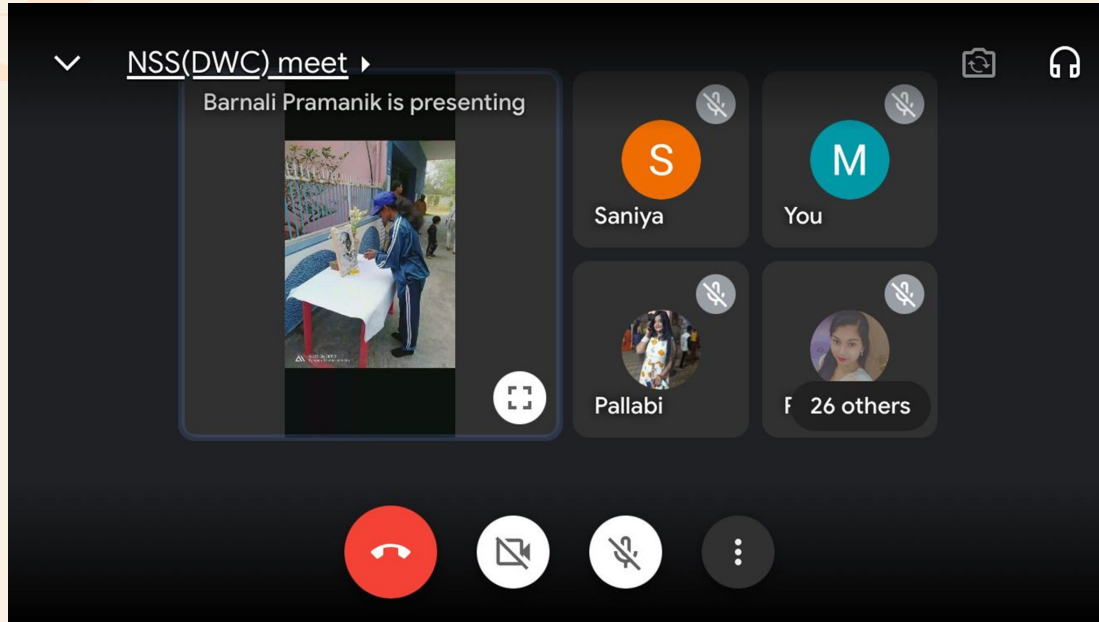 NSS(DWC) meet
Barnali Pramanik is presenting
S
Saniya
M
You
Pallabi
F 26 others